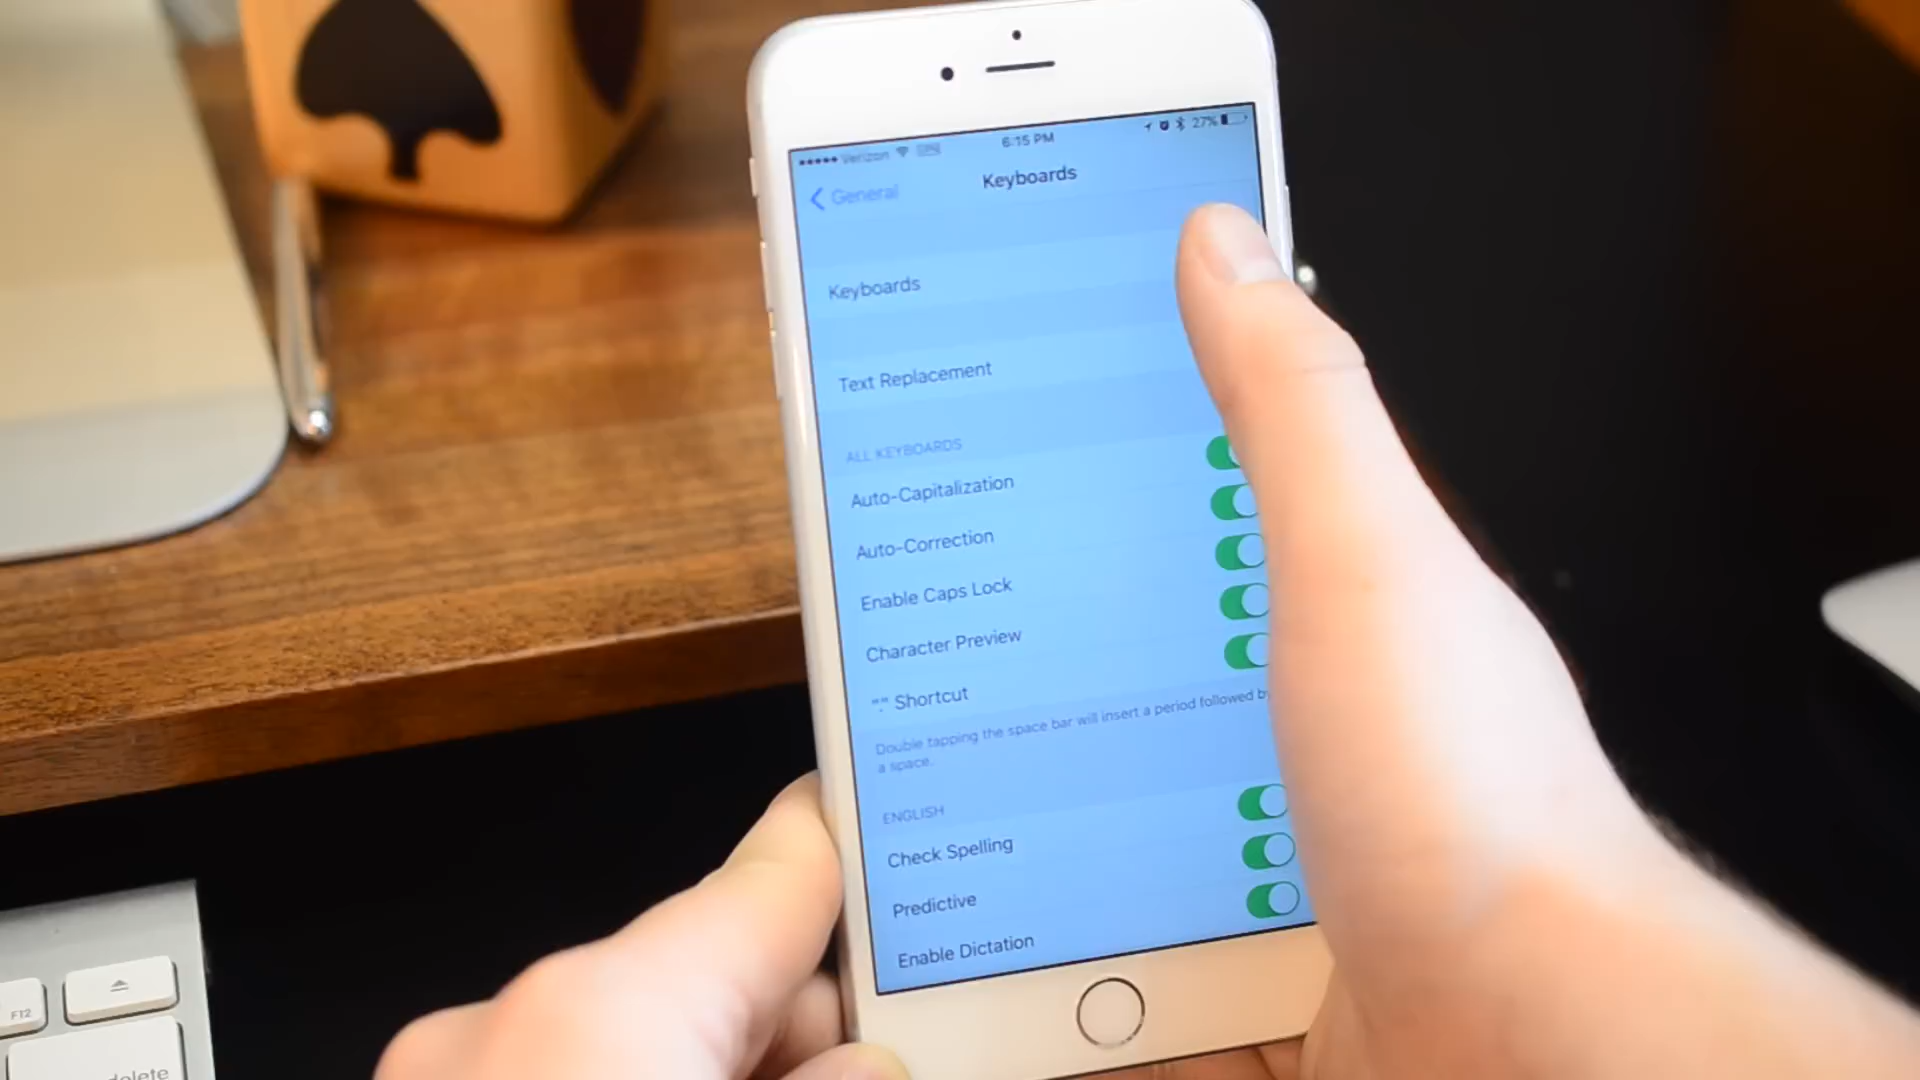 Verizon VPN 6:15 PM 27%
General Keyboards
Keyboards
Text Replacement
ALL KEYBOARDS
Auto-Capitalization
Auto-Correction
Enable Caps Lock
Character Preview
"." Shortcut
Double tapping the space bar will insert a period followed by
a space.
ENGLISH
Check Spelling
Predictive
Enable Dictation
F12
delete